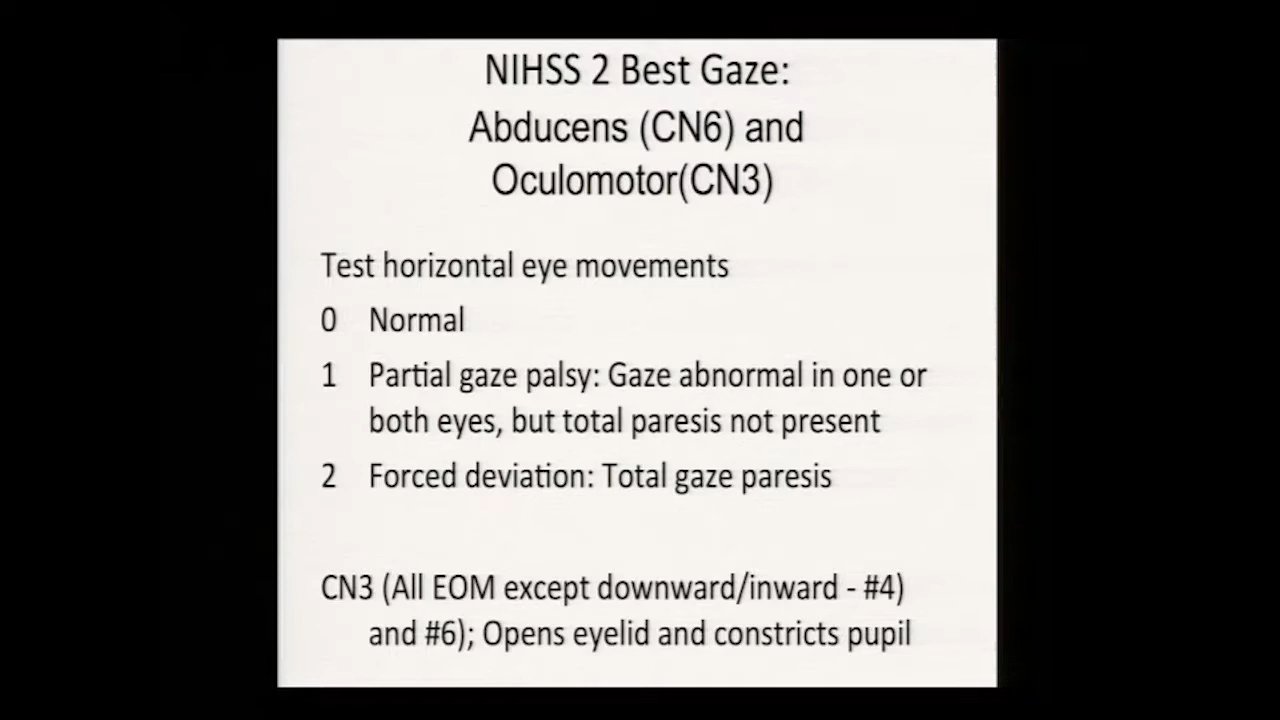 NIHSS 2 Best Gaze:
Abducens (CN6) and
Oculomotor(CN3)
Test horizontal eye movements
0 Normal
1 Partial gaze palsy: Gaze abnormal in one or
both eyes, but total paresis not present
2 Forced deviation: Total gaze paresis
CN3 (All EOM except downward/inward - #4)
and #6); Opens eyelid and constricts pupil